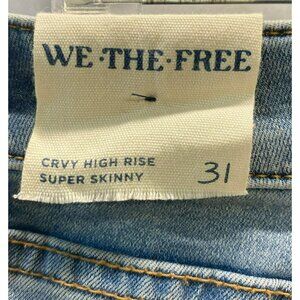 WE·THE·FREE
CRVY HIGH RISE
SUPER SKINNY 31